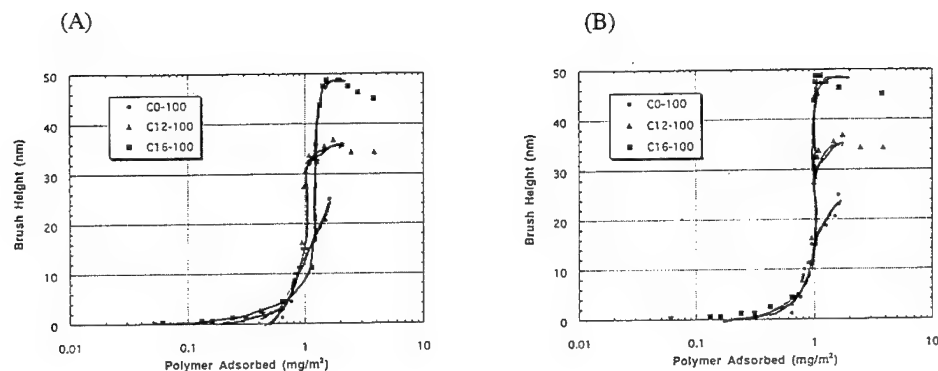 (A)
(B)
Brush Height (nm)
50
40
30
20
10
0
C0-100
C12-100
C16-100
0.01
0.1
1
10
Polymer Adsorbed (mg/m²)
Brush Height (nm)
50
40
30
20
10
0
C0-100
C12-100
C16-100
0.01
0.1
1
10
Polymer Adsorbed (mg/m²)